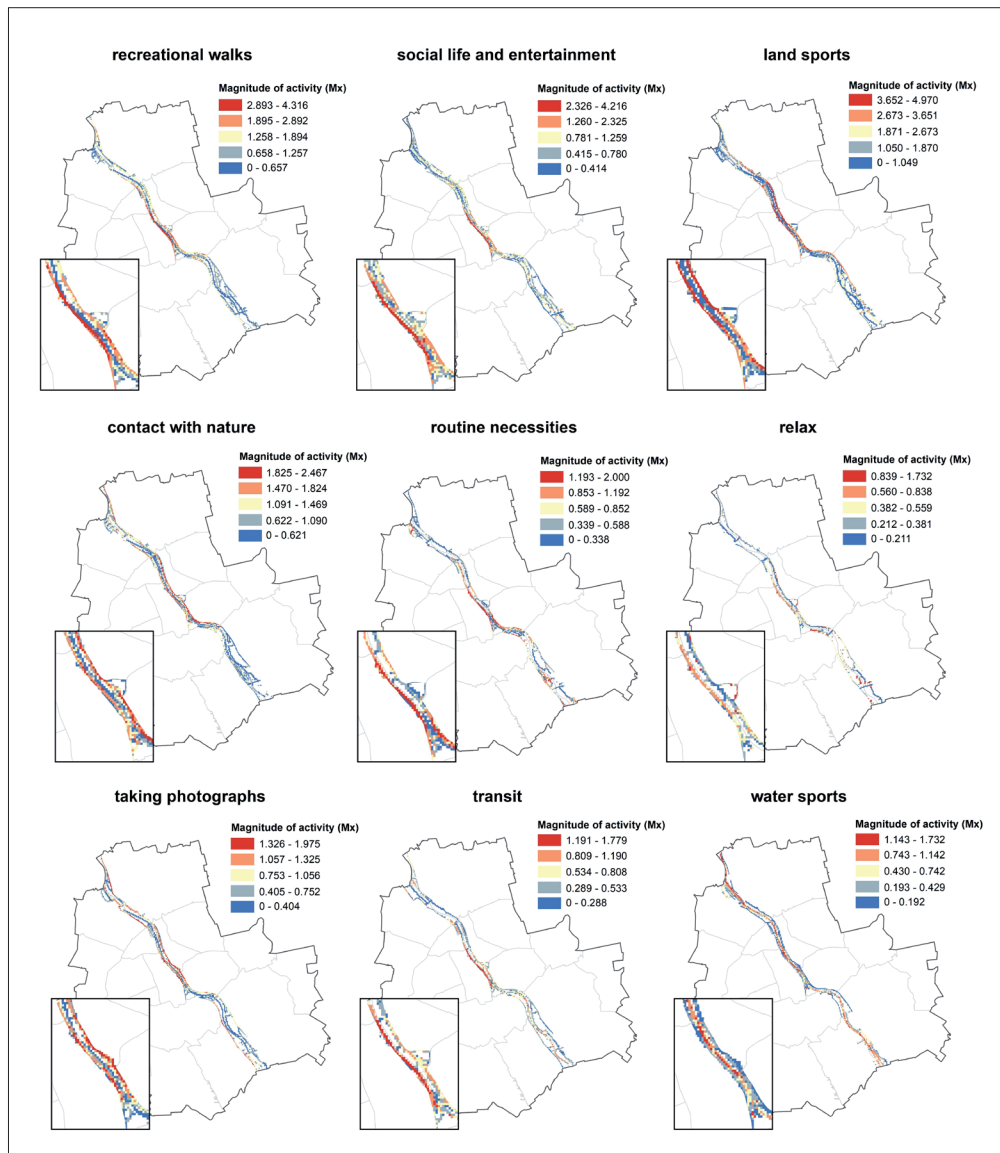 recreational walks
Magnitude of activity (Mx)
2.893 - 4.316
1.895 - 2.892
1.258 - 1.894
0.658 - 1.257
0 - 0.657
social life and entertainment
Magnitude of activity (Mx)
2.326 - 4.216
1.260 - 2.325
0.781 - 1.259
0.415 - 0.780
0 - 0.414
land sports
Magnitude of activity (Mx)
3.652 - 4.970
2.673 - 3.651
1.871 - 2.673
1.050 - 1.870
0 - 1.049
contact with nature
Magnitude of activity (Mx)
1.825 - 2.467
1.470 - 1.824
1.091 - 1.469
0.622 - 1.090
0 - 0.621
routine necessities
Magnitude of activity (Mx)
1.193 - 2.000
0.853 - 1.192
0.589 - 0.852
0.339 - 0.588
0 - 0.338
relax
Magnitude of activity (Mx)
0.839 - 1.732
0.560 - 0.838
0.382 - 0.559
0.212 - 0.381
0 - 0.211
taking photographs
Magnitude of activity (Mx)
1.326 - 1.975
1.057 - 1.325
0.753 - 1.056
0.405 - 0.752
0 - 0.404
transit
Magnitude of activity (Mx)
1.191 - 1.779
0.809 - 1.190
0.534 - 0.808
0.289 - 0.533
0 - 0.288
water sports
Magnitude of activity (Mx)
1.143 - 1.732
0.743 - 1.142
0.430 - 0.742
0.193 - 0.429
0 - 0.192